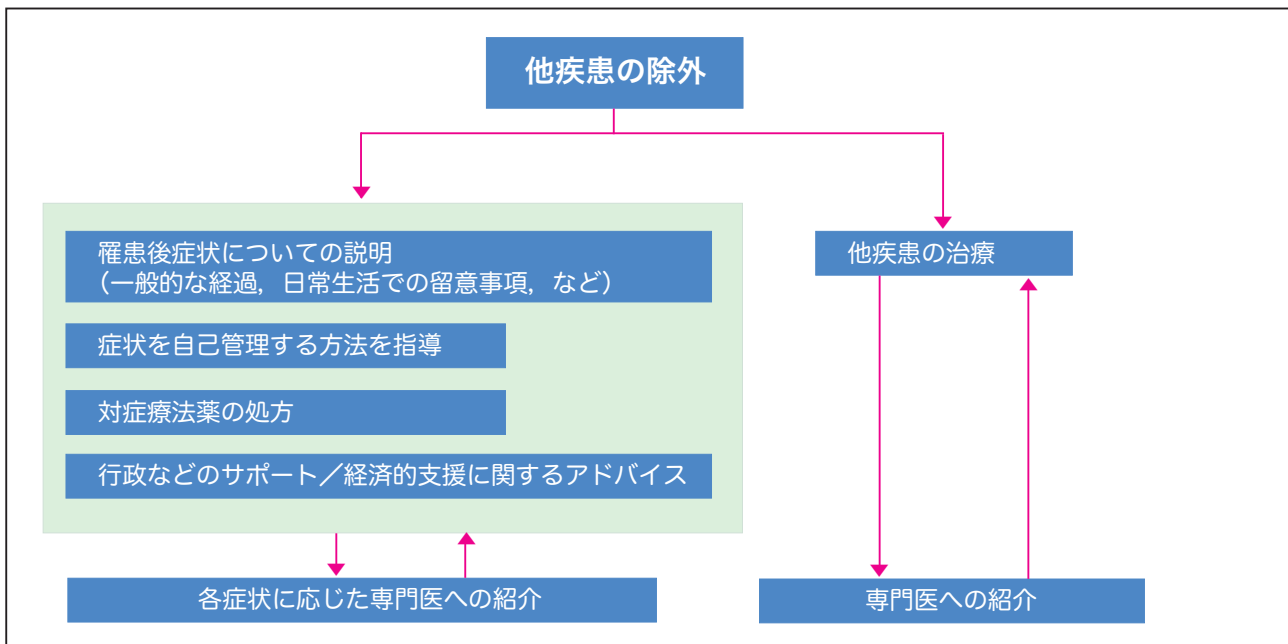 他疾患の除外
罹患後症状についての説明
（一般的な経過，日常生活での留意事項，など）
症状を自己管理する方法を指導
対症療法薬の処方
行政などのサポート／経済的支援に関するアドバイス
各症状に応じた専門医への紹介
他疾患の治療
専門医への紹介